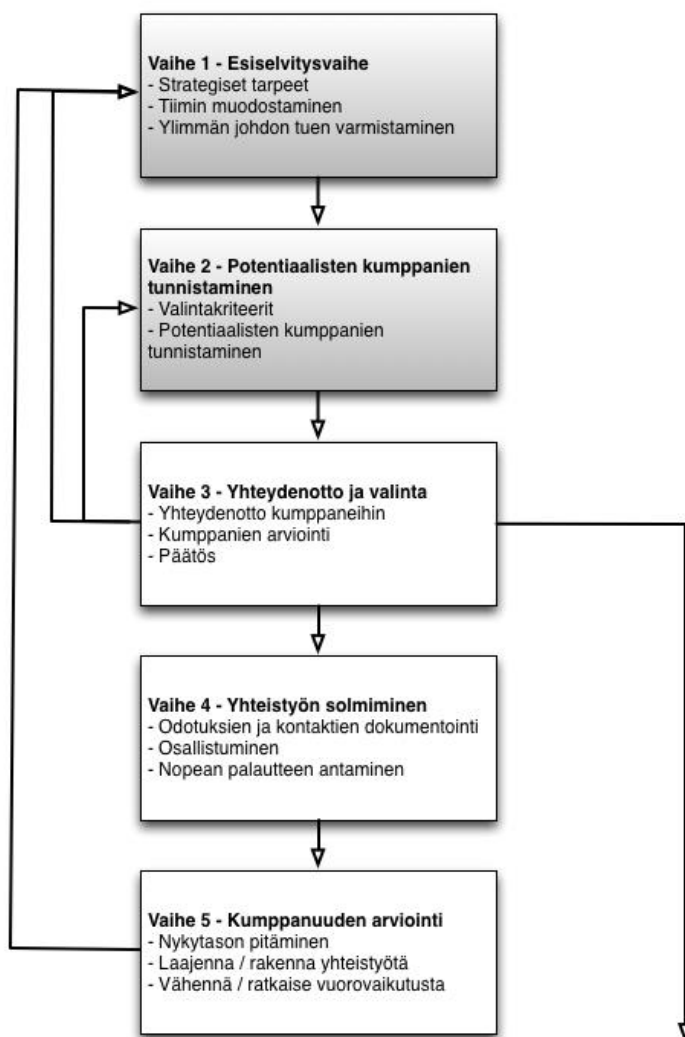 Vaihe 1 - Esiselvitysvaihe
- Strategiset tarpeet
- Tiimin muodostaminen
- Ylimmän johdon tuen varmistaminen
Vaihe 2 - Potentiaalisten kumppanien
tunnistaminen
- Valintakriteerit
- Potentiaalisten kumppanien
tunnistaminen
Vaihe 3 - Yhteydenotto ja valinta
- Yhteydenotto kumppaneihin
- Kumppanien arviointi
- Päätös
Vaihe 4 - Yhteistyön solmiminen
- Odotuksien ja kontaktien dokumentointi
- Osallistuminen
- Nopean palautteen antaminen
Vaihe 5 - Kumppanuuden arviointi
- Nykytason pitäminen
- Laajenna / rakenna yhteistyötä
- Vähennä / ratkaise vuorovaikutusta